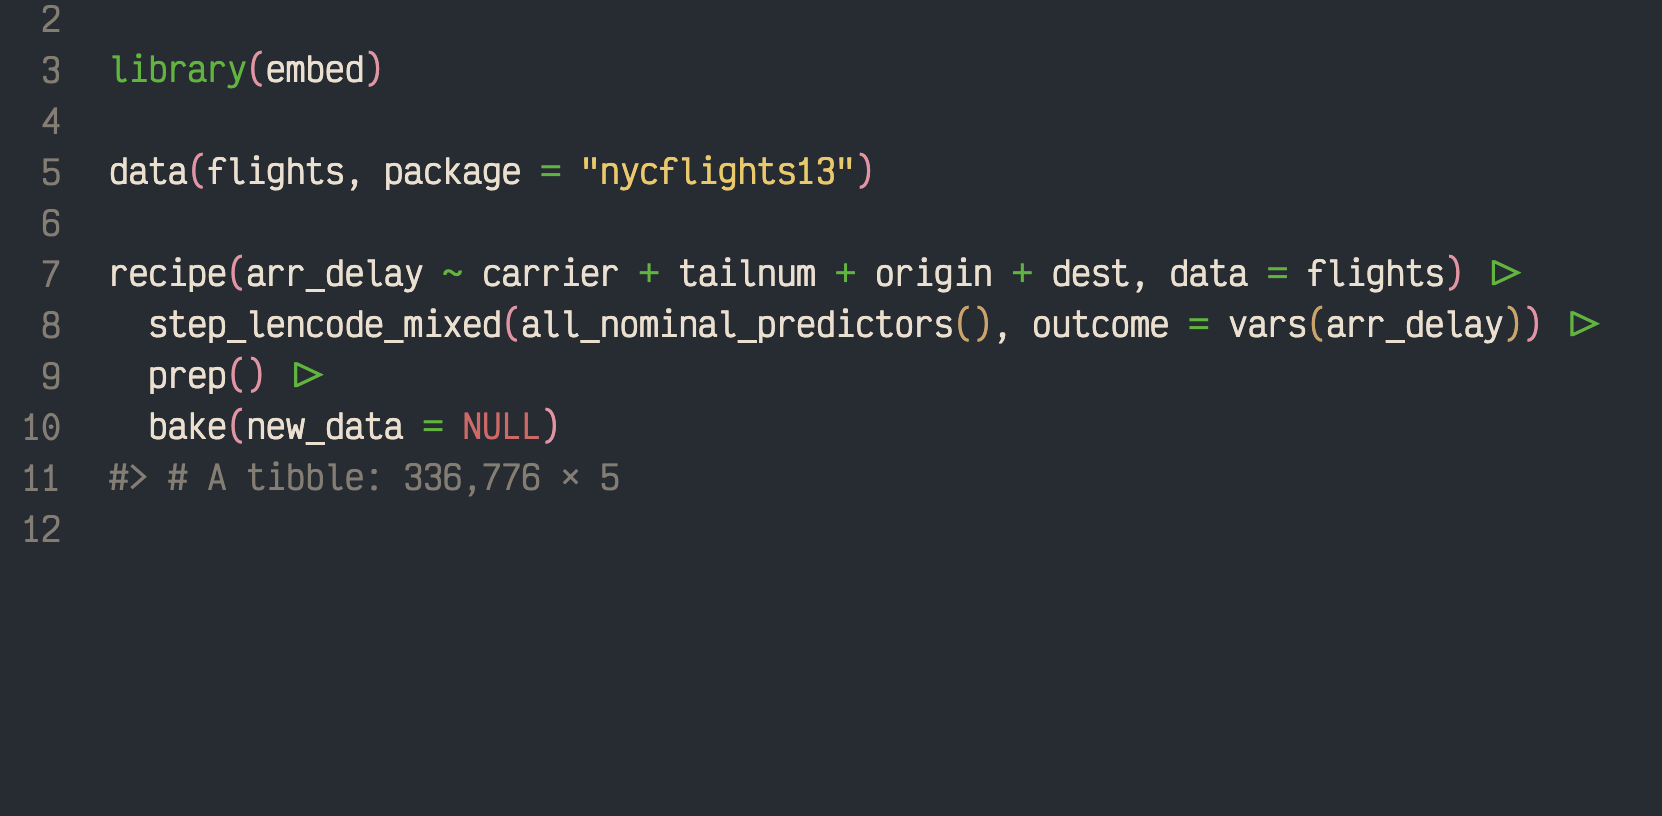 2
3 library(embed)
4
5 data(flights, package = "nycflights13")
6
7 recipe(arr_delay ~ carrier + tailnum + origin + dest, data = flights) |>
8   step_lencode_mixed(all_nominal_predictors(), outcome = vars(arr_delay)) |>
9   prep() |>
10   bake(new_data = NULL)
11 #> # A tibble: 336,776 × 5
12